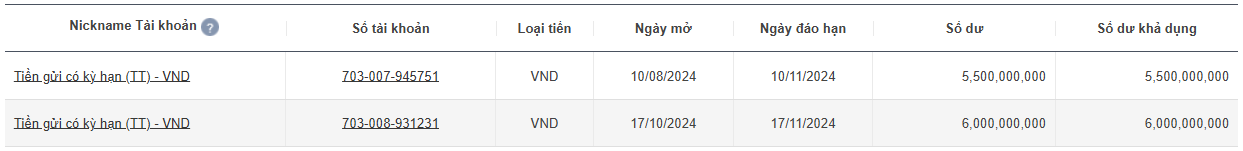 Nickname Tài khoản ? Số tài khoản Loại tiền Ngày mở Ngày đáo hạn Số dư Số dư khả dụng
Tiền gửi có kỳ hạn (TT) - VND 703-007-945751 VND 10/08/2024 10/11/2024 5,500,000,000 5,500,000,000
Tiền gửi có kỳ hạn (TT) - VND 703-008-931231 VND 17/10/2024 17/11/2024 6,000,000,000 6,000,000,000